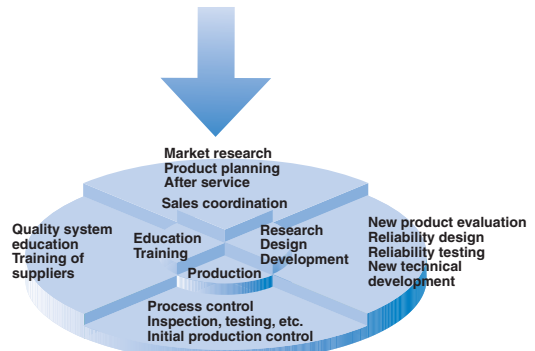 Market research
Product planning
After service
Sales coordination
Quality system
education
Training of
suppliers
Education
Training
Research
Design
Development
Production
New product evaluation
Reliability design
Reliability testing
New technical
development
Process control
Inspection, testing, etc.
Initial production control